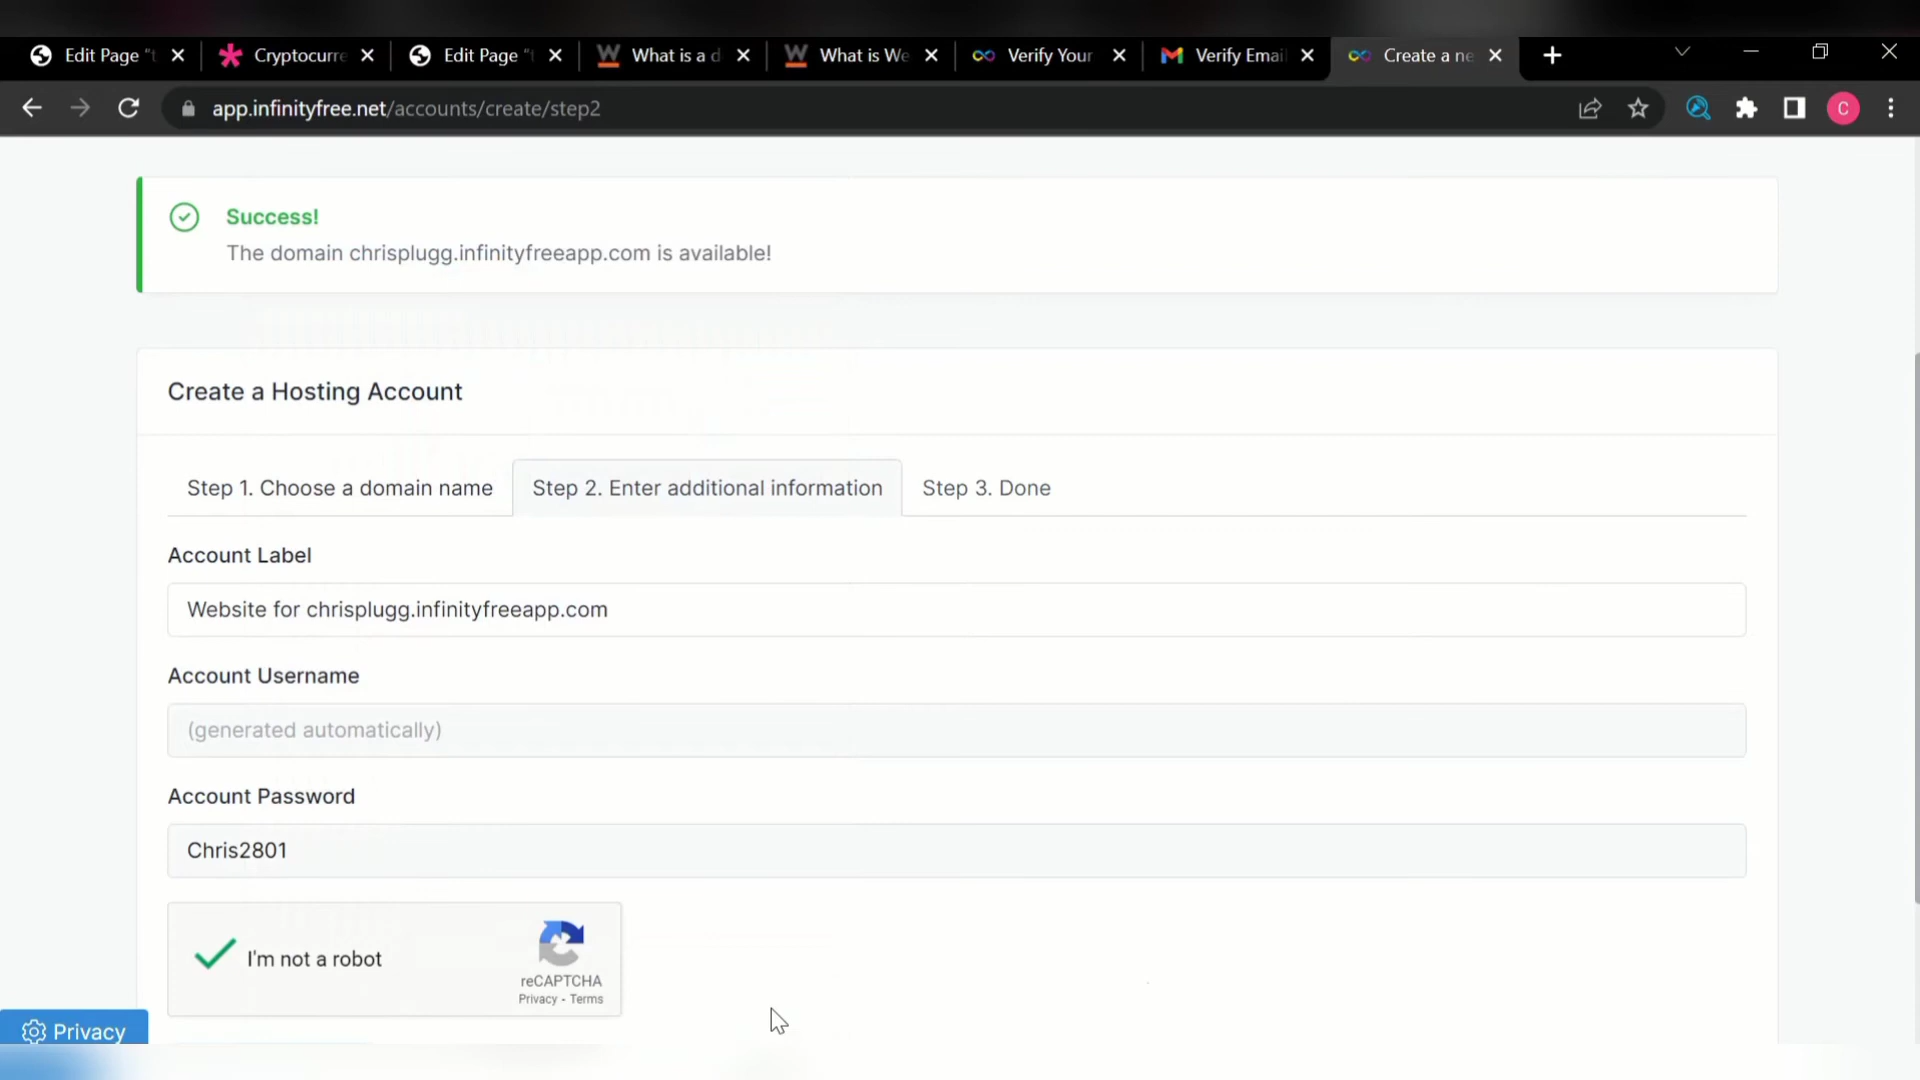 Edit Page "t
Cryptocurre
Edit Page "t
What is a d
What is We
Verify Your
Verify Email
Create a ne
app.infinityfree.net/accounts/create/step2
C
Success!
The domain chrisplugg.infinityfreeapp.com is available!
Create a Hosting Account
Step 1. Choose a domain name
Step 2. Enter additional information
Step 3. Done
Account Label
Website for chrisplugg.infinityfreeapp.com
Account Username
(generated automatically)
Account Password
Chris2801
I'm not a robot
reCAPTCHA
Privacy - Terms
Privacy